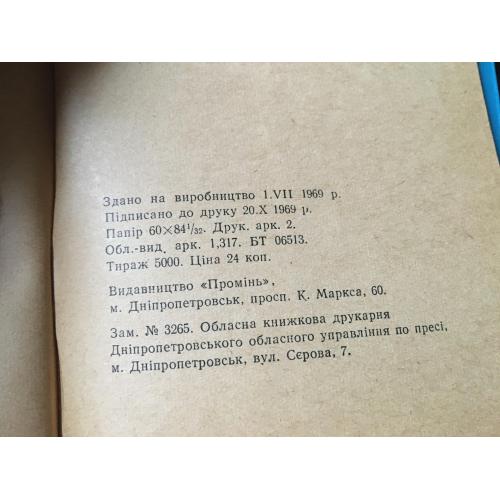 Здано на виробництво 1.VII 1969 р.
Підписано до друку 20.X 1969 р.
Папір 60×84¹/₃₂. Друк. арк. 2.
Обл.-вид. арк. 1,317. БТ 06513.
Тираж 5000. Ціна 24 коп.
Видавництво «Промінь»,
м. Дніпропетровськ, просп. К. Маркса, 60.
Зам. № 3265. Обласна книжкова друкарня
Дніпропетровського обласного управління по пресі,
м. Дніпропетровськ, вул. Сєрова, 7.